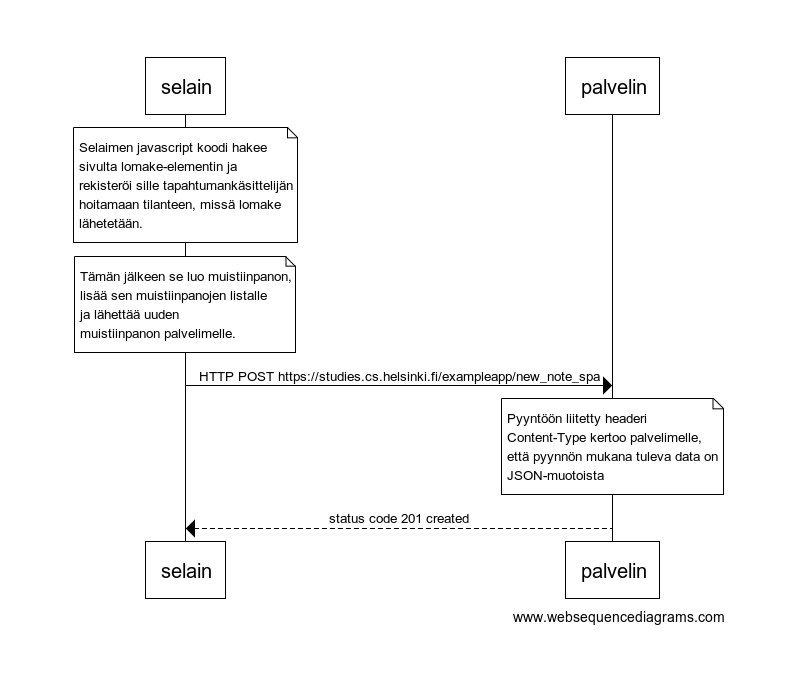 selain
palvelin
Selaimen javascript koodi hakee
sivulta lomake-elementin ja
rekisteröi sille tapahtumankäsittelijän
hoitamaan tilanteen, missä lomake
lähetetään.
Tämän jälkeen se luo muistiinpanon,
lisää sen muistiinpanojen listalle
ja lähettää uuden
muistiinpanon palvelimelle.
HTTP POST https://studies.cs.helsinki.fi/exampleapp/new_note_spa
Pyyntöön liitetty headeri
Content-Type kertoo palvelimelle,
että pyynnön mukana tuleva data on
JSON-muotoista
status code 201 created
selain
palvelin
www.websequencediagrams.com